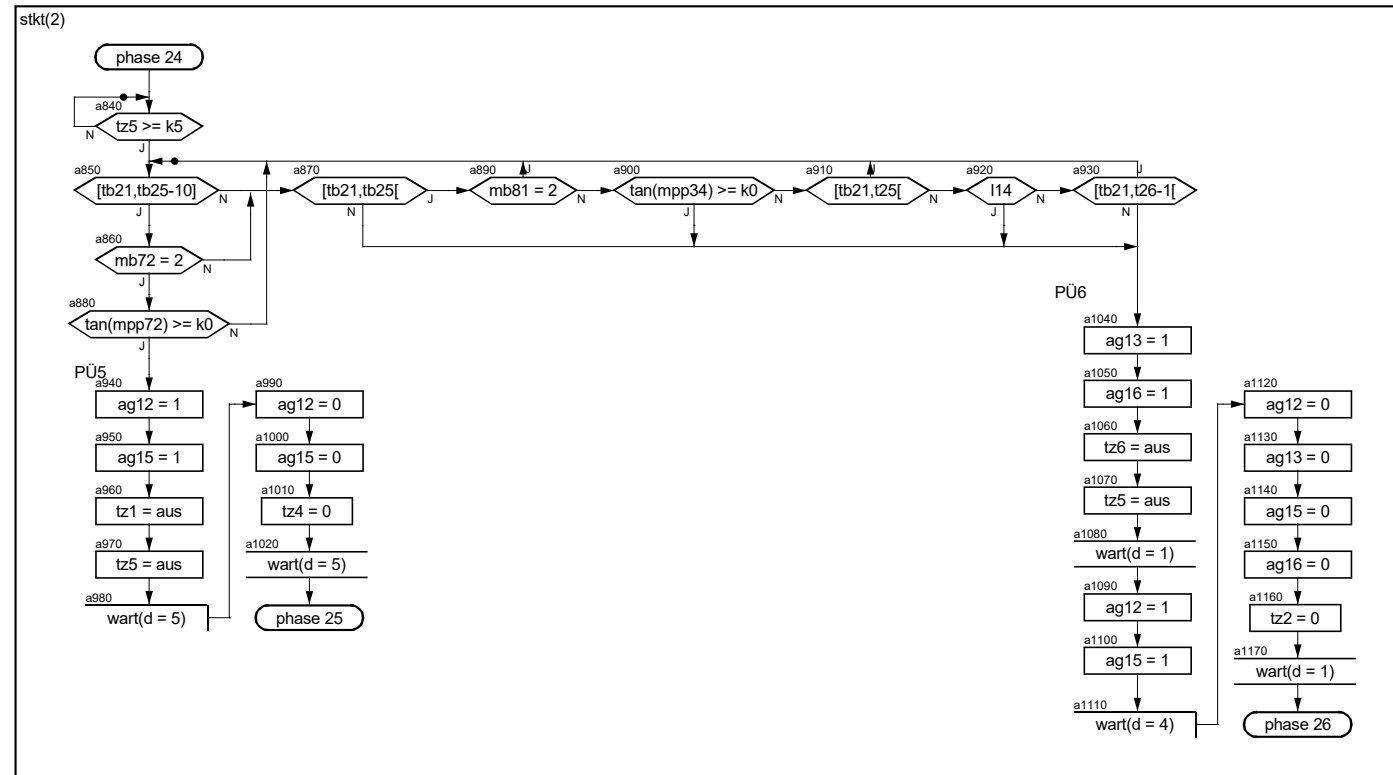 stkt(2)
phase 24
a840
tz5 >= k5
N
J
a850
[tb21,tb25-10]
N
J
a870
[tb21,tb25[
J
N
a890
J
mb81 = 2
N
a900
tan(mpp34) >= k0
N
J
a910
J
[tb21,t25[
N
a920
l14
N
J
a930
J
[tb21,t26-1[
N
a860
mb72 = 2
N
J
a880
tan(mpp72) >= k0
N
J
PÜ5
a940
ag12 = 1
a950
ag15 = 1
a960
tz1 = aus
a970
tz5 = aus
a980
wart(d = 5)
a990
ag12 = 0
a1000
ag15 = 0
a1010
tz4 = 0
a1020
wart(d = 5)
phase 25
PÜ6
a1040
ag13 = 1
a1050
ag16 = 1
a1060
tz6 = aus
a1070
tz5 = aus
a1080
wart(d = 1)
a1090
ag12 = 1
a1100
ag15 = 1
a1110
wart(d = 4)
a1120
ag12 = 0
a1130
ag13 = 0
a1140
ag15 = 0
a1150
ag16 = 0
a1160
tz2 = 0
a1170
wart(d = 1)
phase 26